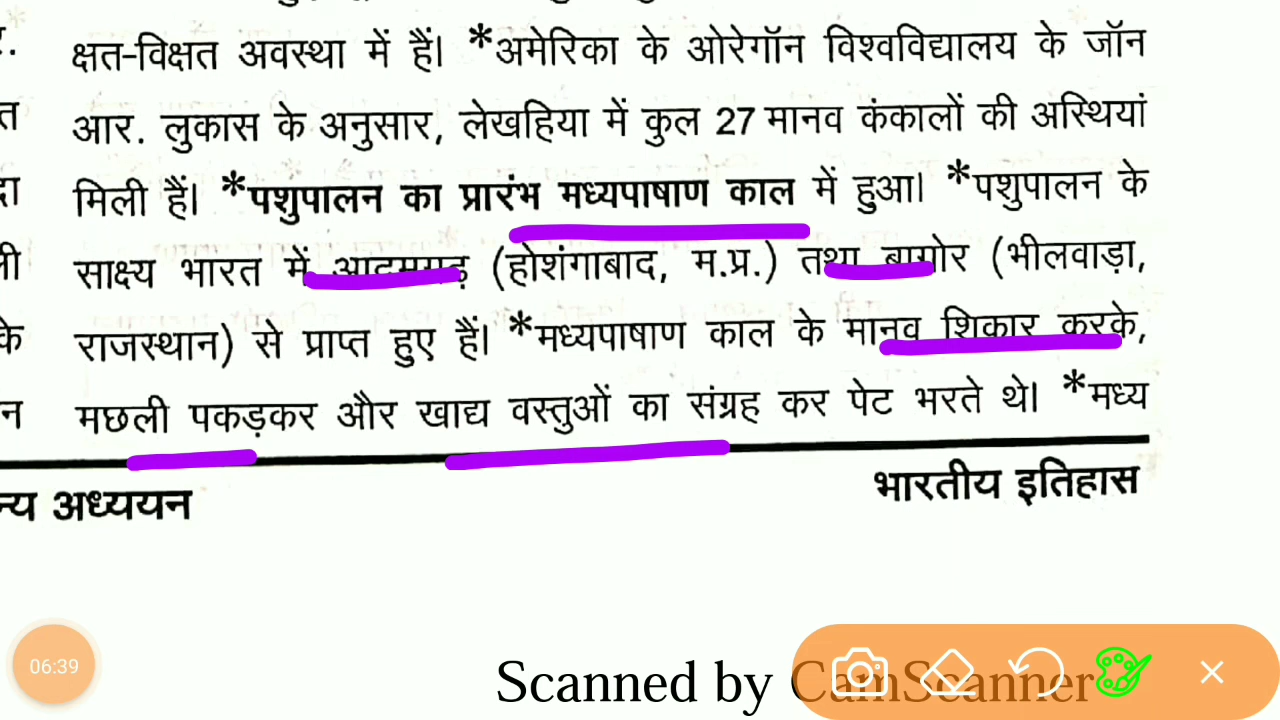 र.
क्षत-विक्षत अवस्था में हैं। *अमेरिका के ओरेगॉन विश्वविद्यालय के जॉन
त
आर. लुकास के अनुसार, लेखहिया में कुल 27 मानव कंकालों की अस्थियां
दा
मिली हैं। *पशुपालन का प्रारंभ मध्यपाषाण काल में हुआ। *पशुपालन के
ली
साक्ष्य भारत में आदमगढ़ (होशंगाबाद, म.प्र.) तथा बागोर (भीलवाड़ा,
के
राजस्थान) से प्राप्त हुए हैं। *मध्यपाषाण काल के मानव शिकार करके,
न
मछली पकड़कर और खाद्य वस्तुओं का संग्रह कर पेट भरते थे। *मध्य
न्य अध्ययन
भारतीय इतिहास
06:39
Scanned by CamScanner